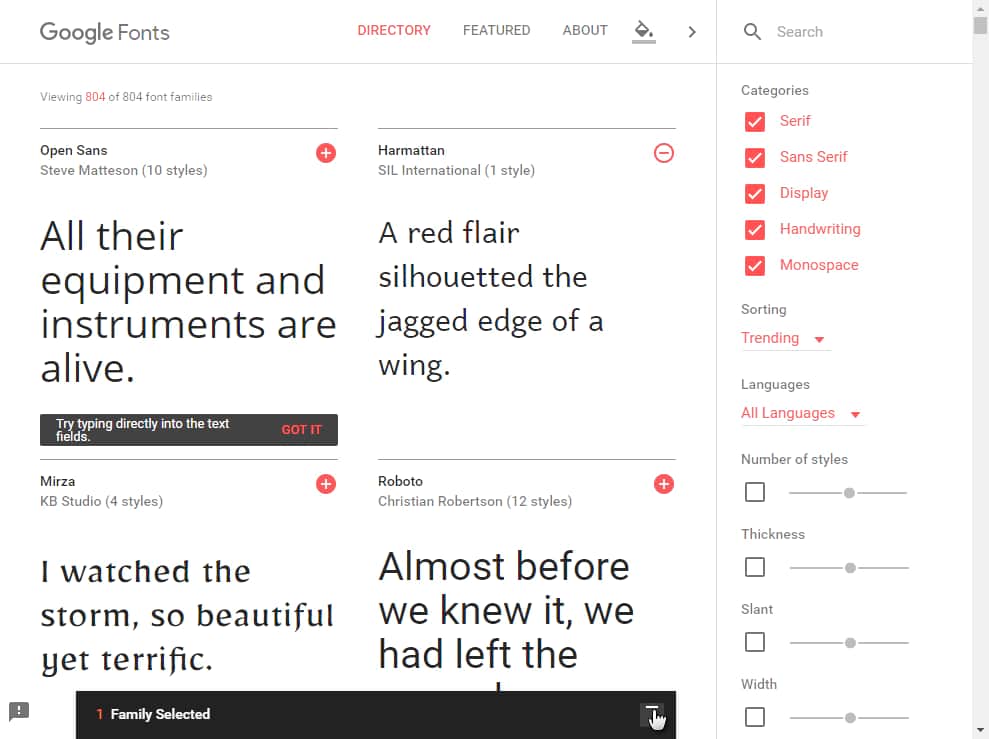 Google Fonts
DIRECTORY
FEATURED
ABOUT
Search
Viewing 804 of 804 font families
Open Sans
Steve Matteson (10 styles)
All their
equipment and
instruments are
alive.
Try typing directly into the text
fields.
GOT IT
Harmattan
SIL International (1 style)
A red flair
silhouetted the
jagged edge of a
wing.
Mirza
KB Studio (4 styles)
I watched the
storm, so beautiful
yet terrific.
Roboto
Christian Robertson (12 styles)
Almost before
we knew it, we
had left the
1 Family Selected
Categories
Serif
Sans Serif
Display
Handwriting
Monospace
Sorting
Trending
Languages
All Languages
Number of styles
Thickness
Slant
Width